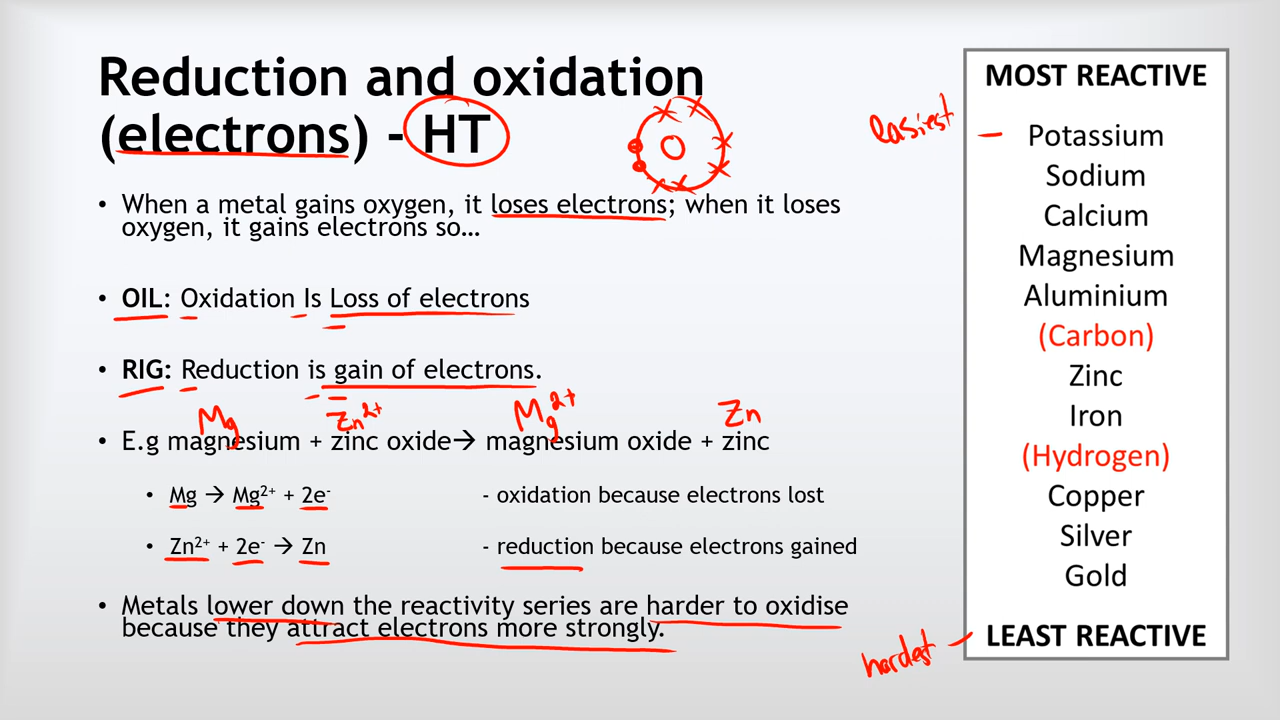 Reduction and oxidation
(electrons) - HT
• When a metal gains oxygen, it loses electrons; when it loses
oxygen, it gains electrons so…
• OIL: Oxidation Is Loss of electrons
• RIG: Reduction is gain of electrons.
Mg Zn²⁺ Mg²⁺ Zn
• E.g magnesium + zinc oxide→ magnesium oxide + zinc
• Mg → Mg²⁺ + 2e⁻ - oxidation because electrons lost
• Zn²⁺ + 2e⁻ → Zn - reduction because electrons gained
• Metals lower down the reactivity series are harder to oxidise
because they attract electrons more strongly.
O
easiest
hardest
MOST REACTIVE
Potassium
Sodium
Calcium
Magnesium
Aluminium
(Carbon)
Zinc
Iron
(Hydrogen)
Copper
Silver
Gold
LEAST REACTIVE